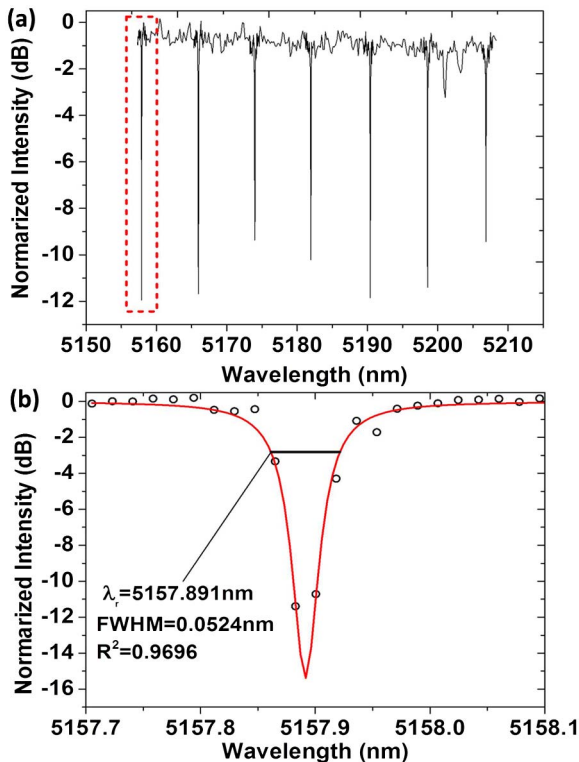 (a)
Normarized Intensity (dB)
0
-2
-4
-6
-8
-10
-12
5150 5160 5170 5180 5190 5200 5210
Wavelength (nm)
(b)
Normarized Intensity (dB)
0
-2
-4
-6
-8
-10
-12
-14
-16
λr=5157.891nm
FWHM=0.0524nm
R²=0.9696
5157.7 5157.8 5157.9 5158.0 5158.1
Wavelength (nm)